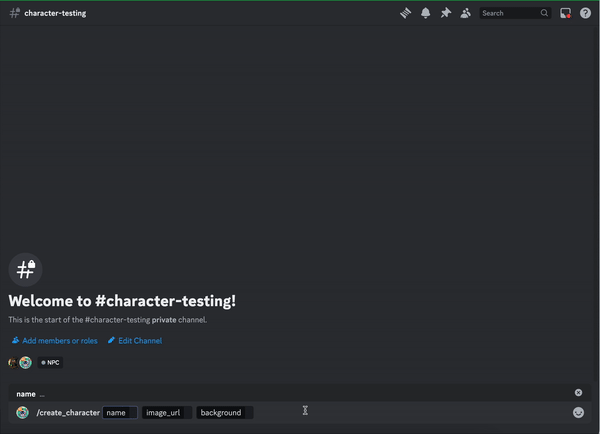 character-testing
Search
Welcome to #character-testing!
This is the start of the #character-testing private channel.
Add members or roles
Edit Channel
NPC
name ...
/create_character name image_url background